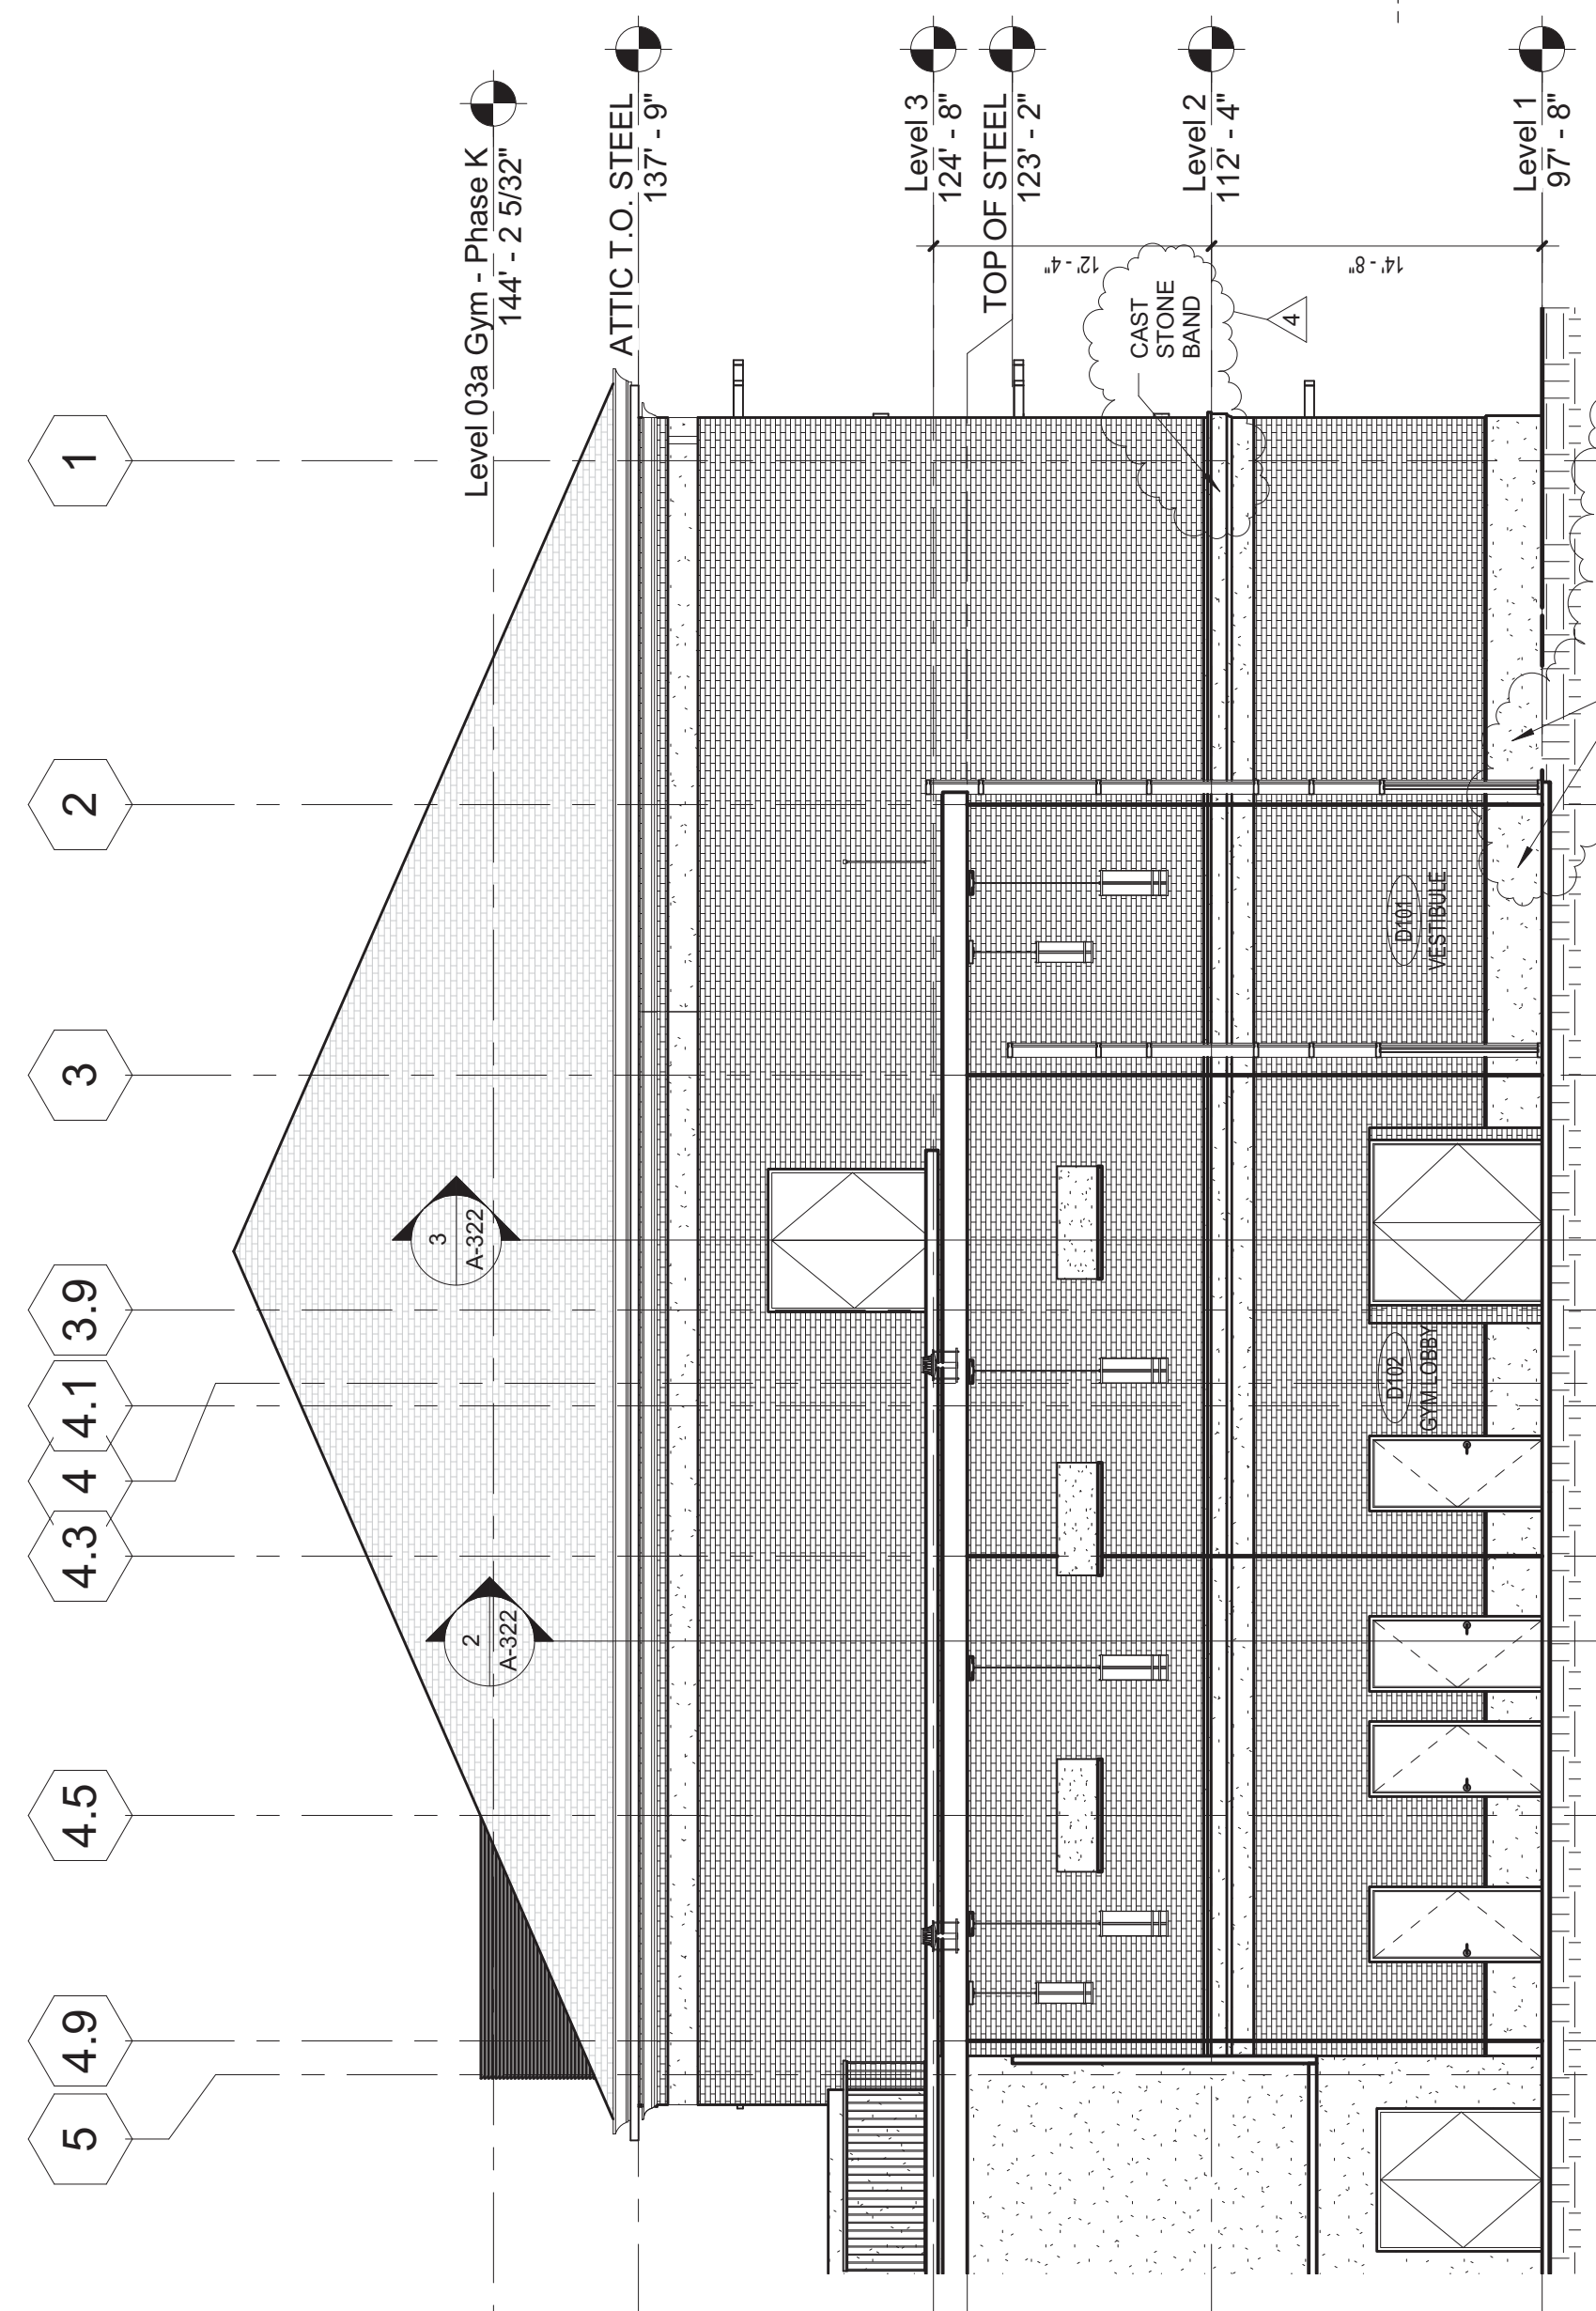 5
4.9
4.5
4.3
4
4.1
3.9
3
2
1
Level 03a Gym - Phase K
144' - 2 5/32"
ATTIC T.O. STEEL
137' - 9"
Level 3
124' - 8"
TOP OF STEEL
123' - 2"
Level 2
112' - 4"
Level 1
97' - 8"
12' - 4"
14' - 8"
CAST
STONE
BAND
4
2
A-322
3
A-322
D102
GYM LOBBY
D101
VESTIBULE